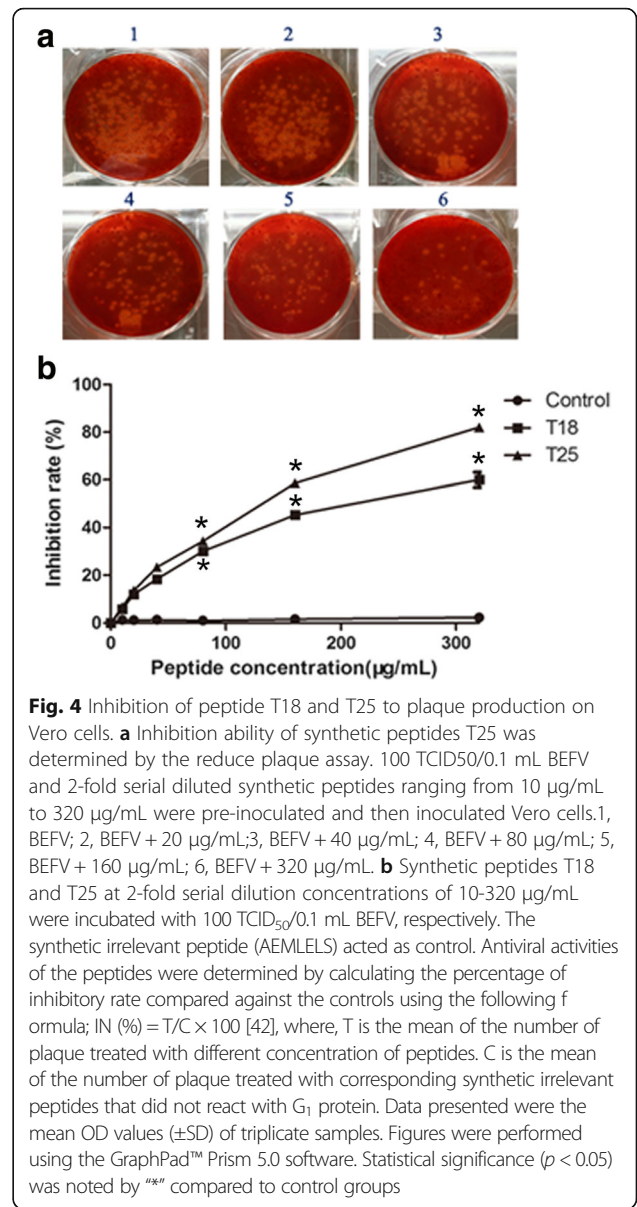 a
1 2 3
4 5 6
b
100
80
60
40
20
0
Inhibition rate (%)
0 100 200 300
Peptide concentration(µg/mL)
Control
T18
T25
* * *
* * *
Fig. 4 Inhibition of peptide T18 and T25 to plaque production on
Vero cells. a Inhibition ability of synthetic peptides T25 was
determined by the reduce plaque assay. 100 TCID50/0.1 mL BEFV
and 2-fold serial diluted synthetic peptides ranging from 10 µg/mL
to 320 µg/mL were pre-inoculated and then inoculated Vero cells.1,
BEFV; 2, BEFV + 20 µg/mL;3, BEFV + 40 µg/mL; 4, BEFV + 80 µg/mL; 5,
BEFV + 160 µg/mL; 6, BEFV + 320 µg/mL. b Synthetic peptides T18
and T25 at 2-fold serial dilution concentrations of 10-320 µg/mL
were incubated with 100 TCID₅₀/0.1 mL BEFV, respectively. The
synthetic irrelevant peptide (AEMLELS) acted as control. Antiviral activities
of the peptides were determined by calculating the percentage of
inhibitory rate compared against the controls using the following f
ormula; IN (%) = T/C × 100 [42], where, T is the mean of the number of
plaque treated with different concentration of peptides. C is the mean
of the number of plaque treated with corresponding synthetic irrelevant
peptides that did not react with G₁ protein. Data presented were the
mean OD values (±SD) of triplicate samples. Figures were performed
using the GraphPad™ Prism 5.0 software. Statistical significance (p < 0.05)
was noted by “*” compared to control groups